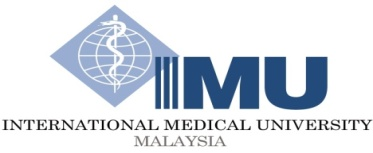 IMU
INTERNATIONAL MEDICAL UNIVERSITY
MALAYSIA